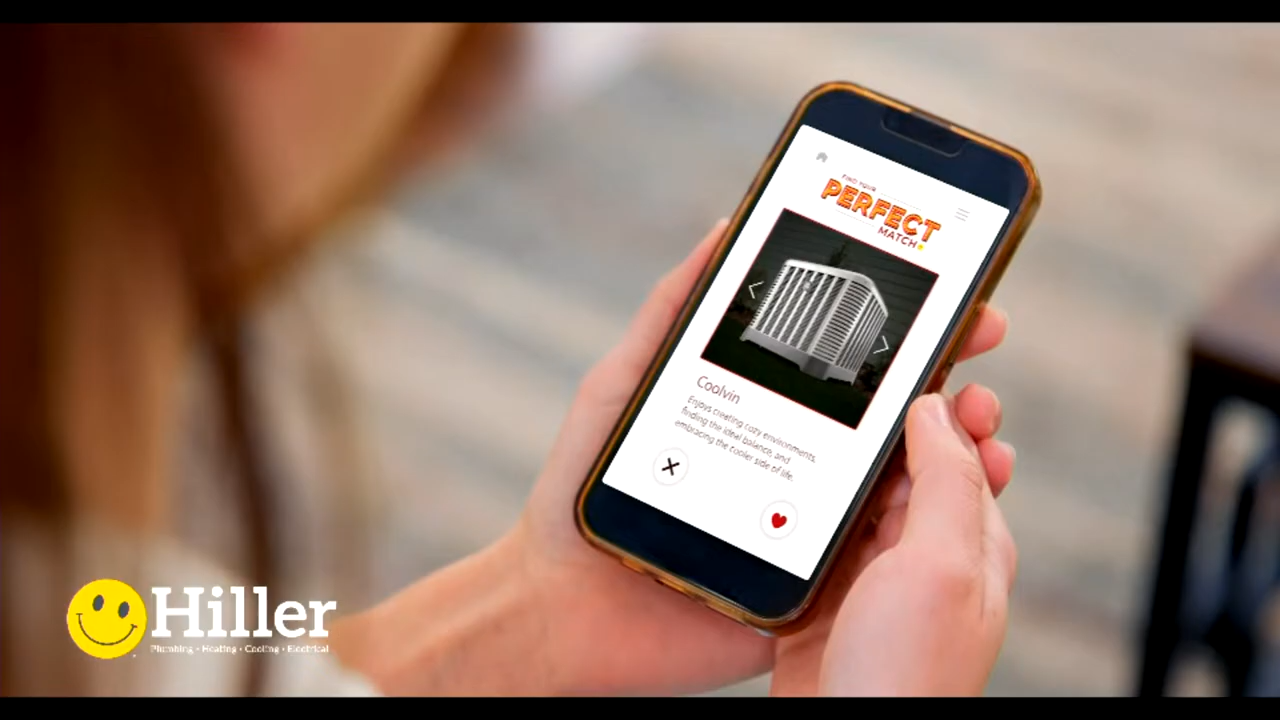 FIND YOUR
PERFECT
MATCH
Coolvin
Enjoys creating cozy environments,
finding the ideal balance, and
embracing the cooler side of life.
Hiller
Plumbing • Heating • Cooling • Electrical